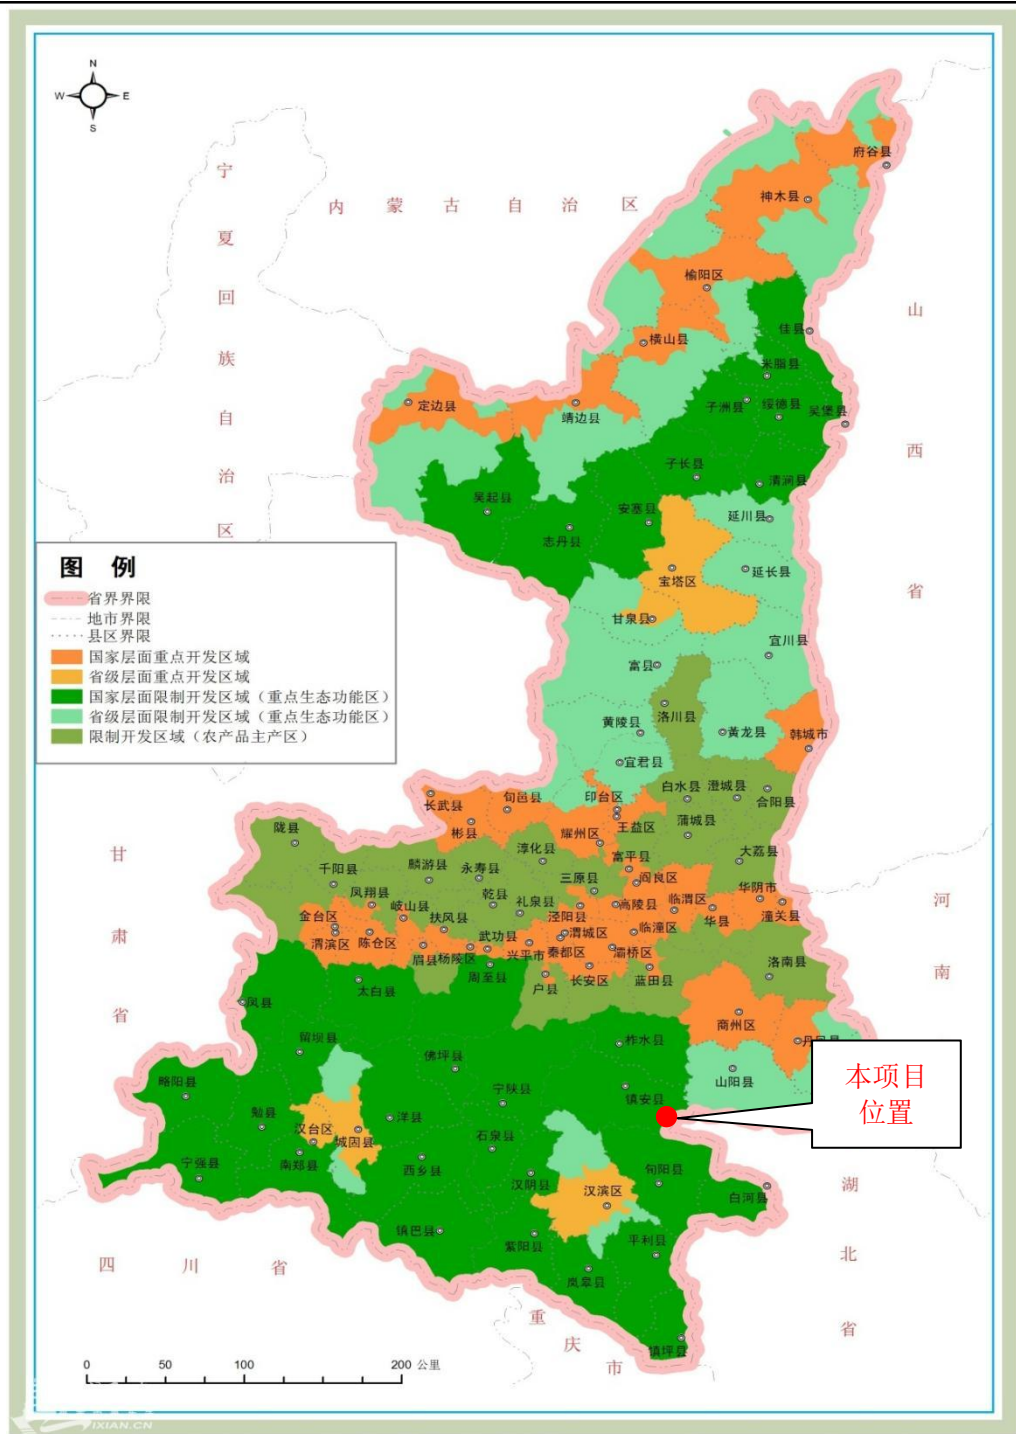 N
W E
S
宁夏回族自治区
内蒙古自治区
山西省
府谷县
神木县
榆阳区
佳县
横山县
米脂县
定边县
靖边县
子洲县
绥德县
吴堡县
子长县
清涧县
吴起县
安塞县
志丹县
延川县
宝塔区
延长县
甘泉县
宜川县
富县
洛川县
黄陵县
黄龙县
韩城市
宜君县
图 例
省界界限
地市界限
县区界限
国家层面重点开发区域
省级层面重点开发区域
国家层面限制开发区域（重点生态功能区）
省级层面限制开发区域（重点生态功能区）
限制开发区域（农产品主产区）
甘肃省
河南
长武县
旬邑县
印台区
白水县
澄城县
合阳县
彬县
耀州区
王益区
蒲城县
陇县
淳化县
富平县
大荔县
千阳县
麟游县
永寿县
三原县
阎良区
凤翔县
岐山县
乾县
礼泉县
泾阳县
高陵县
临渭区
华阴市
金台区
扶风县
渭城区
临潼区
华县
潼关县
渭滨区
陈仓区
武功县
兴平市
秦都区
灞桥区
眉县
杨陵区
周至县
户县
长安区
蓝田县
洛南县
太白县
凤县
商州区
留坝县
佛坪县
柞水县
山阳县
略阳县
宁陕县
镇安县
本项目
位置
勉县
汉台区
洋县
城固县
石泉县
宁强县
南郑县
西乡县
汉阴县
汉滨区
旬阳县
白河县
镇巴县
紫阳县
平利县
岚皋县
镇坪县
四川省
重庆市
湖北省
0 50 100 200 公里
IXIAN.CN